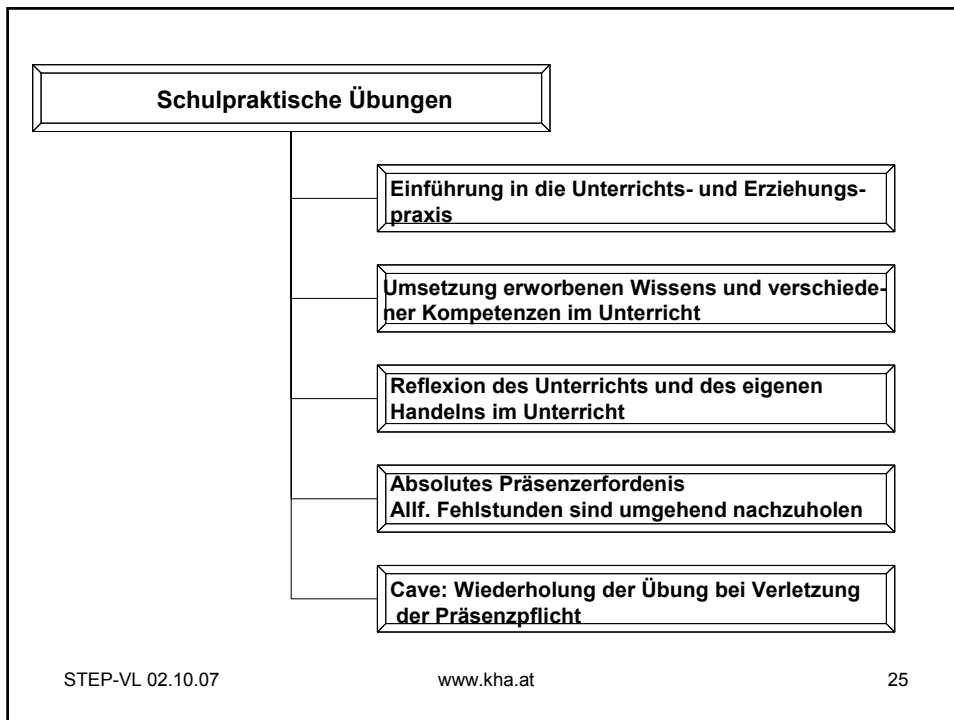 Schulpraktische Übungen
Einführung in die Unterrichts- und Erziehungs-
praxis
Umsetzung erworbenen Wissens und verschiede-
ner Kompetenzen im Unterricht
Reflexion des Unterrichts und des eigenen
Handelns im Unterricht
Absolutes Präsenzerfordenis
Allf. Fehlstunden sind umgehend nachzuholen
Cave: Wiederholung der Übung bei Verletzung
der Präsenzpflicht
STEP-VL 02.10.07 www.kha.at 25